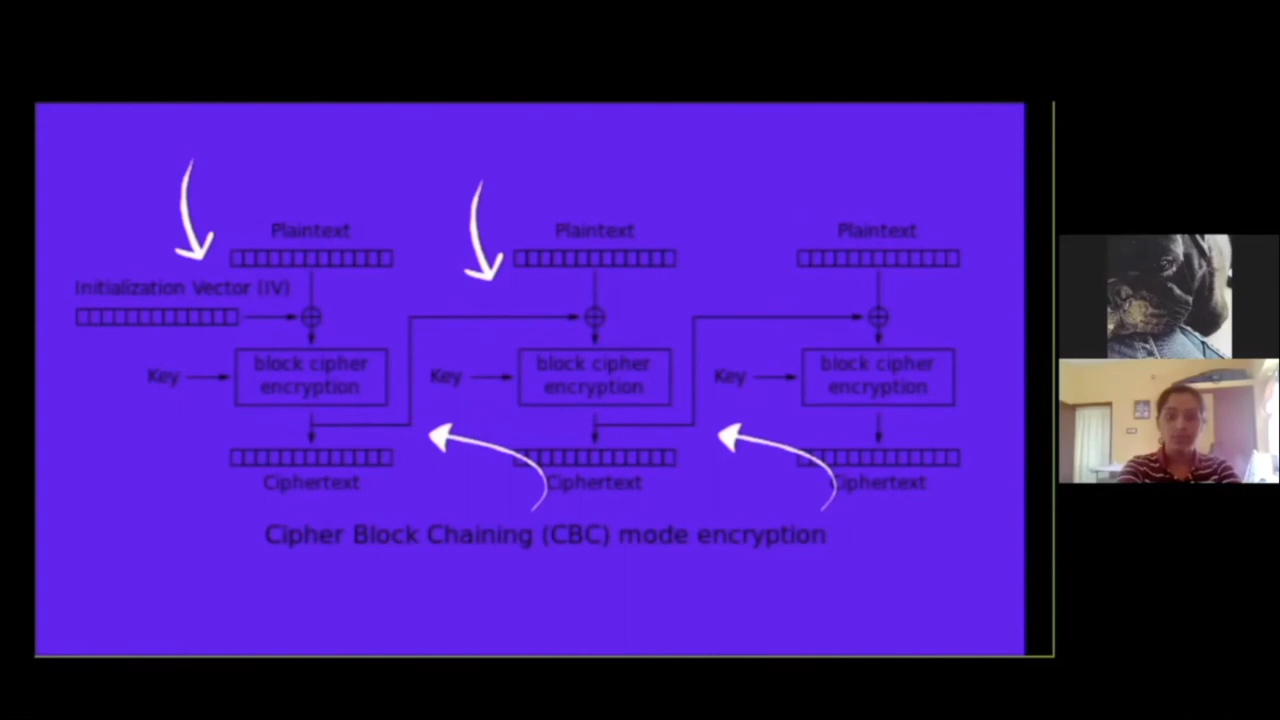 Plaintext
Plaintext
Plaintext
Initialization Vector (IV)
Key
block cipher
encryption
Key
block cipher
encryption
Key
block cipher
encryption
Ciphertext
Ciphertext
Ciphertext
Cipher Block Chaining (CBC) mode encryption